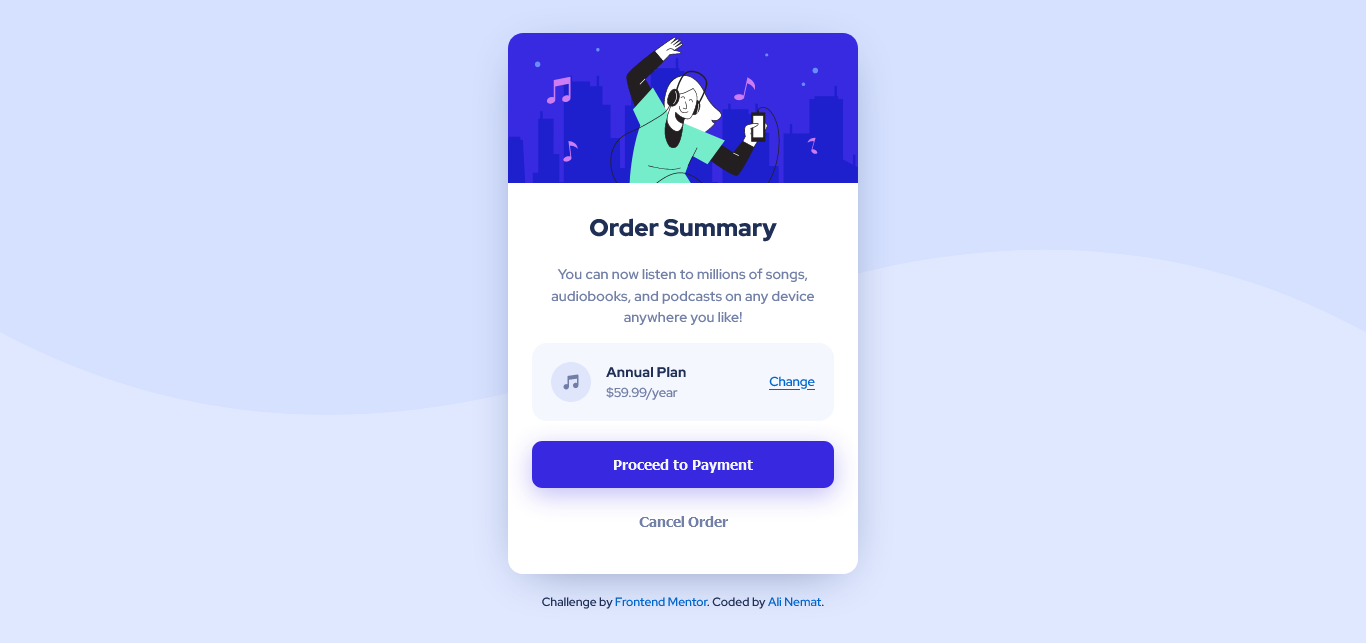 Order Summary
You can now listen to millions of songs,
audiobooks, and podcasts on any device
anywhere you like!
Annual Plan
$59.99/year
Change
Proceed to Payment
Cancel Order
Challenge by Frontend Mentor. Coded by Ali Nemat.